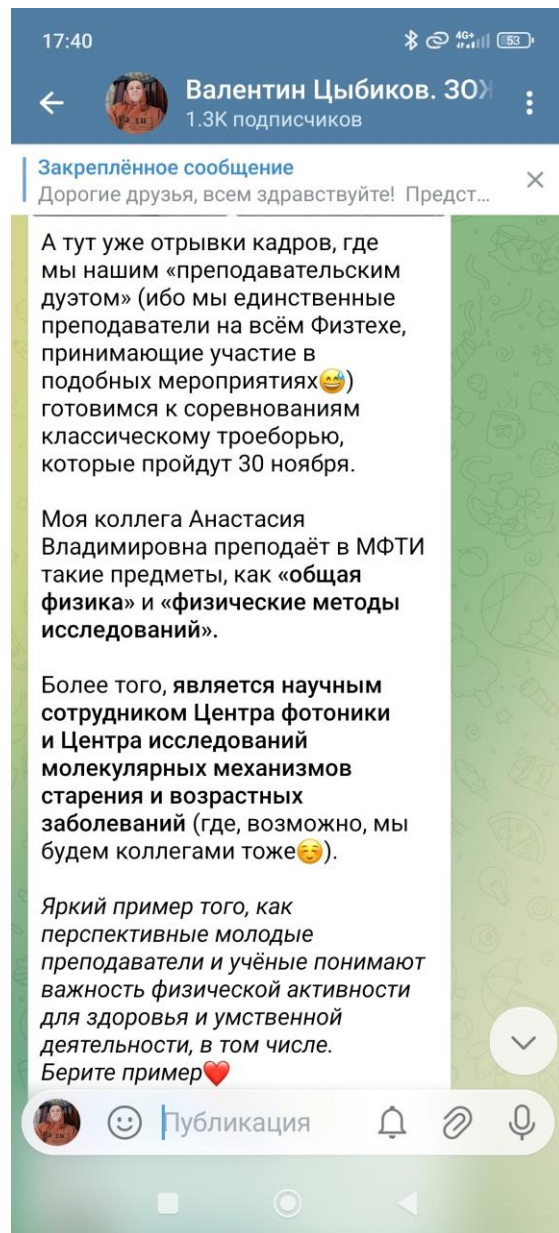 17:40
4G+
53
Валентин Цыбиков. ЗОЖ
1.3K подписчиков
Закреплённое сообщение
Дорогие друзья, всем здравствуйте! Предст...
А тут уже отрывки кадров, где
мы нашим «преподавательским
дуэтом» (ибо мы единственные
преподаватели на всём Физтехе,
принимающие участие в
подобных мероприятиях😅)
готовимся к соревнованиям
классическому троеборью,
которые пройдут 30 ноября.
Моя коллега Анастасия
Владимировна преподаёт в МФТИ
такие предметы, как «общая
физика» и «физические методы
исследований».
Более того, является научным
сотрудником Центра фотоники
и Центра исследований
молекулярных механизмов
старения и возрастных
заболеваний (где, возможно, мы
будем коллегами тоже☺️).
Яркий пример того, как
перспективные молодые
преподаватели и учёные понимают
важность физической активности
для здоровья и умственной
деятельности, в том числе.
Берите пример❤️
Публикация